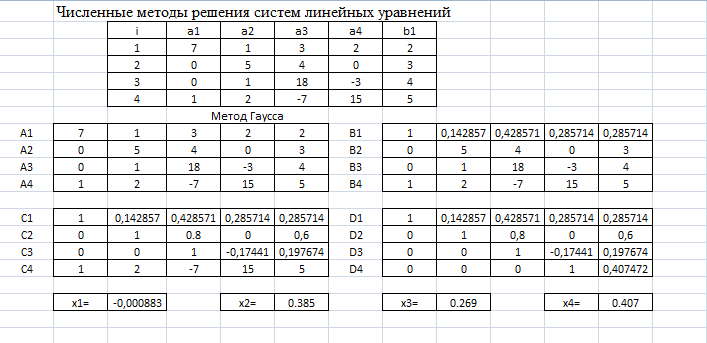 Численные методы решения систем линейных уравнений
i a1 a2 a3 a4 b1
1 7 1 3 2 2
2 0 5 4 0 3
3 0 1 18 -3 4
4 1 2 -7 15 5
Метод Гаусса
A1 7 1 3 2 2 B1 1 0,142857 0,428571 0,285714 0,285714
A2 0 5 4 0 3 B2 0 5 4 0 3
A3 0 1 18 -3 4 B3 0 1 18 -3 4
A4 1 2 -7 15 5 B4 1 2 -7 15 5
C1 1 0,142857 0,428571 0,285714 0,285714 D1 1 0,142857 0,428571 0,285714 0,285714
C2 0 1 0.8 0 0,6 D2 0 1 0,8 0 0,6
C3 0 0 1 -0,17441 0,197674 D3 0 0 1 -0,17441 0,197674
C4 1 2 -7 15 5 D4 0 0 0 1 0,407472
x1= -0,000883 x2= 0.385 x3= 0.269 x4= 0.407